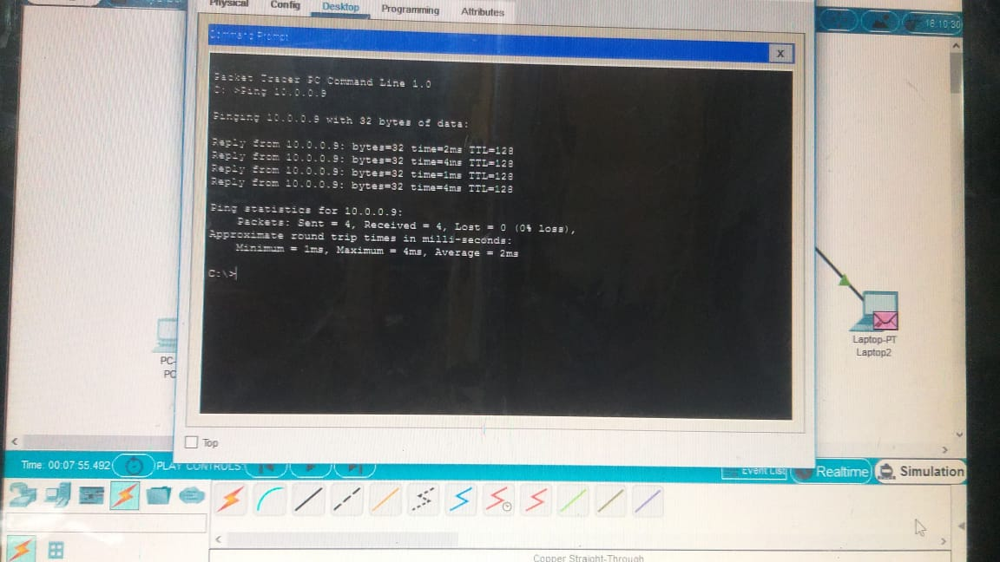 Physical Config Desktop Programming Attributes
16:10:30
Command Prompt
X
Packet Tracer PC Command Line 1.0
C:\>Ping 10.0.0.9
Pinging 10.0.0.9 with 32 bytes of data:
Reply from 10.0.0.9: bytes=32 time=2ms TTL=128
Reply from 10.0.0.9: bytes=32 time=4ms TTL=128
Reply from 10.0.0.9: bytes=32 time=1ms TTL=128
Reply from 10.0.0.9: bytes=32 time=4ms TTL=128
Ping statistics for 10.0.0.9:
Packets: Sent = 4, Received = 4, Lost = 0 (0% loss),
Approximate round trip times in milli-seconds:
Minimum = 1ms, Maximum = 4ms, Average = 2ms
C:\>
Laptop-PT
Laptop2
PC-
PC
Top
Time: 00:07:55.492 PLAY CONTROLS: Event List Realtime Simulation
Copper Straight-Through